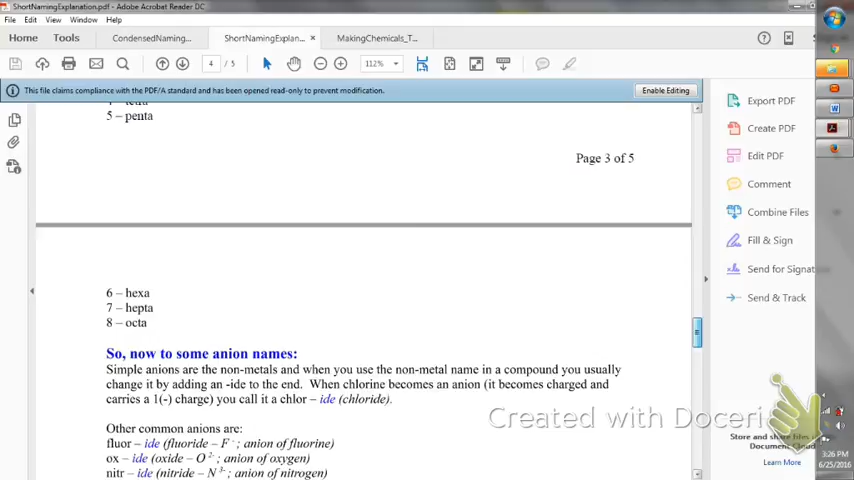 ShortNamingExplanation.pdf - Adobe Acrobat Reader DC
File Edit View Window Help
Home Tools CondensedNaming... ShortNamingExplan... × MakingChemicals_T...
4 / 5 112%
This file claims compliance with the PDF/A standard and has been opened read-only to prevent modification. Enable Editing
5 – penta
Page 3 of 5
6 – hexa
7 – hepta
8 – octa
So, now to some anion names:
Simple anions are the non-metals and when you use the non-metal name in a compound you usually
change it by adding an -ide to the end. When chlorine becomes an anion (it becomes charged and
carries a 1(-) charge) you call it a chlor – ide (chloride).
Other common anions are:
fluor – ide (fluoride – F⁻ ; anion of fluorine)
ox – ide (oxide – O²⁻ ; anion of oxygen)
nitr – ide (nitride – N³⁻ ; anion of nitrogen)
Export PDF
Create PDF
Edit PDF
Comment
Combine Files
Fill & Sign
Send for Signat
Send & Track
Created with Doceri
Store and share files in
Document Cloud
Learn More
3:26 PM
6/25/2016